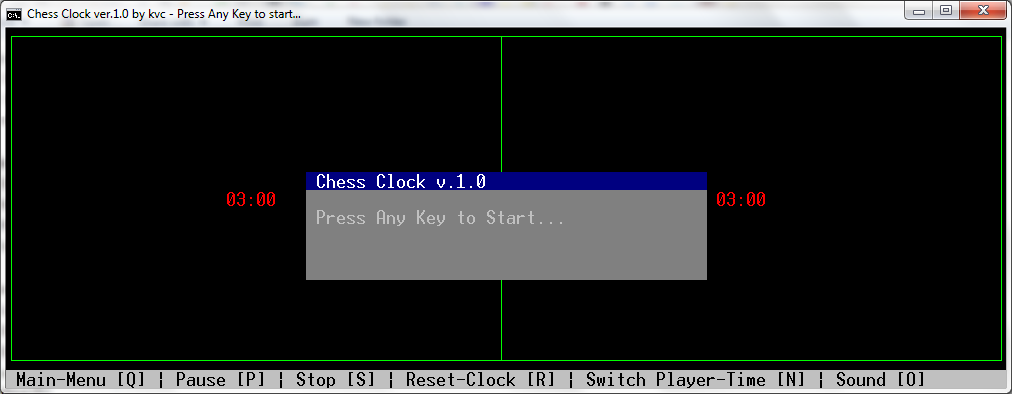 Chess Clock ver.1.0 by kvc - Press Any Key to start...
Chess Clock v.1.0
03:00
03:00
Press Any Key to Start...
Main-Menu [Q] ¦ Pause [P] ¦ Stop [S] ¦ Reset-Clock [R] ¦ Switch Player-Time [N] ¦ Sound [O]